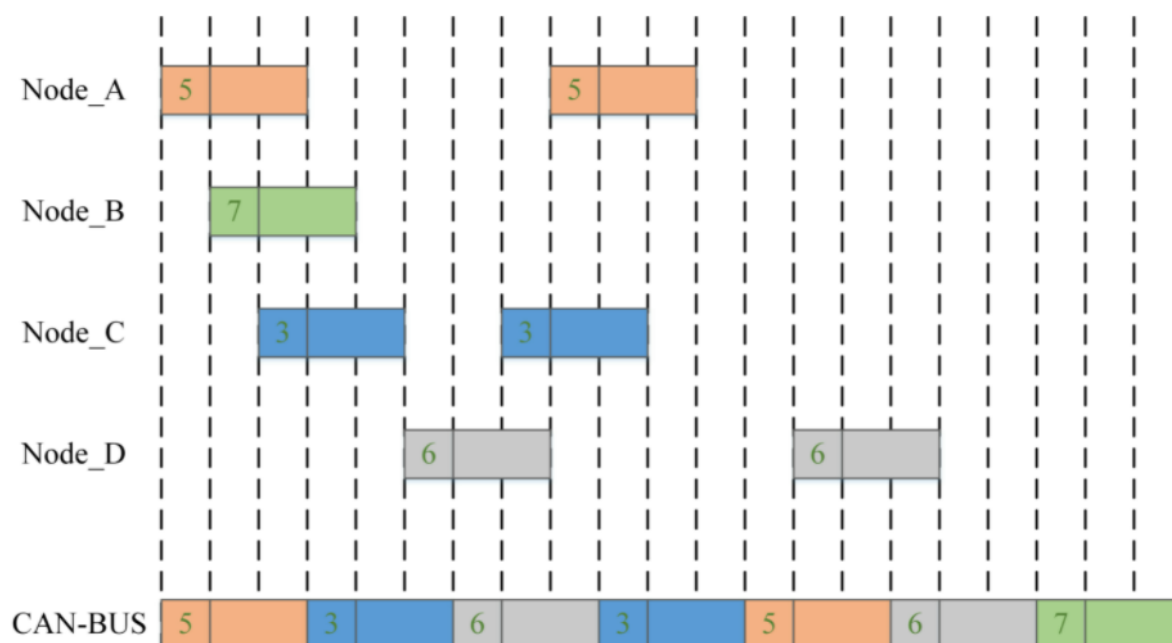 Node_A 5 5
Node_B 7
Node_C 3 3
Node_D 6 6
CAN-BUS 5 3 6 3 5 6 7